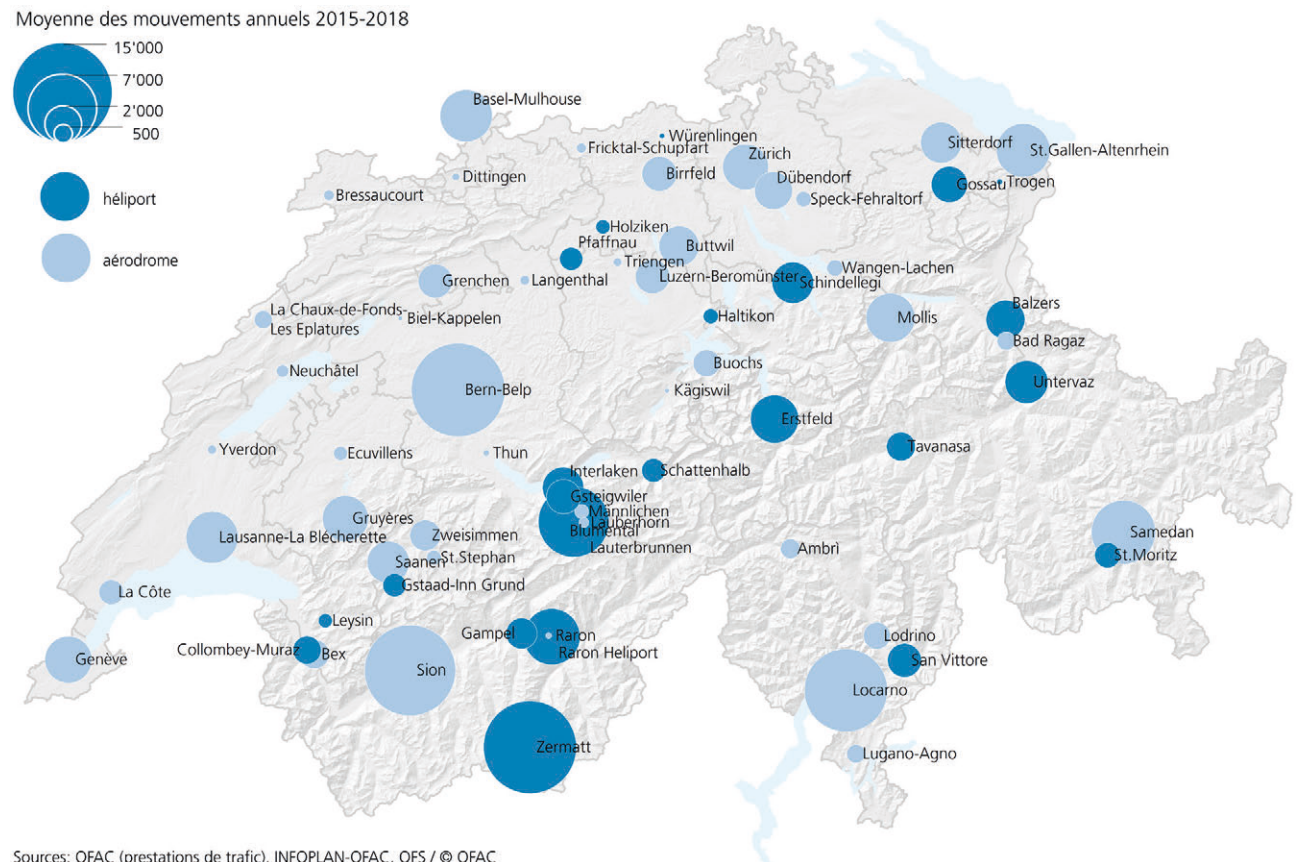 Moyenne des mouvements annuels 2015-2018
15'000
7'000
2'000
500
héliport
aérodrome
Basel-Mulhouse
Würenlingen
Fricktal-Schupfart
Sitterdorf
St.Gallen-Altenrhein
Zürich
Birrfeld
Dübendorf
Dittingen
Gossau
Trogen
Bressaucourt
Speck-Fehraltorf
Holziken
Pfaffnau
Buttwil
Triengen
Wangen-Lachen
Grenchen
Langenthal
Luzern-Beromünster
Schindellegi
La Chaux-de-Fonds-
Les Eplatures
Biel-Kappelen
Haltikon
Mollis
Balzers
Bad Ragaz
Neuchâtel
Buochs
Bern-Belp
Kägiswil
Untervaz
Erstfeld
Yverdon
Ecuvillens
Thun
Tavanasa
Interlaken
Schattenhalb
Gsteigwiler
Männlichen
Lauberhorn
Blumental
Lauterbrunnen
Gruyères
Lausanne-La Blécherette
Zweisimmen
St.Stephan
Samedan
St.Moritz
Saanen
Ambrì
Gstaad-Inn Grund
La Côte
Leysin
Gampel
Raron
Raron Heliport
Lodrino
Collombey-Muraz
Bex
Genève
Sion
San Vittore
Locarno
Zermatt
Lugano-Agno
Sources: OFAC (prestations de trafic), INFOPLAN-OFAC, OFS / © OFAC